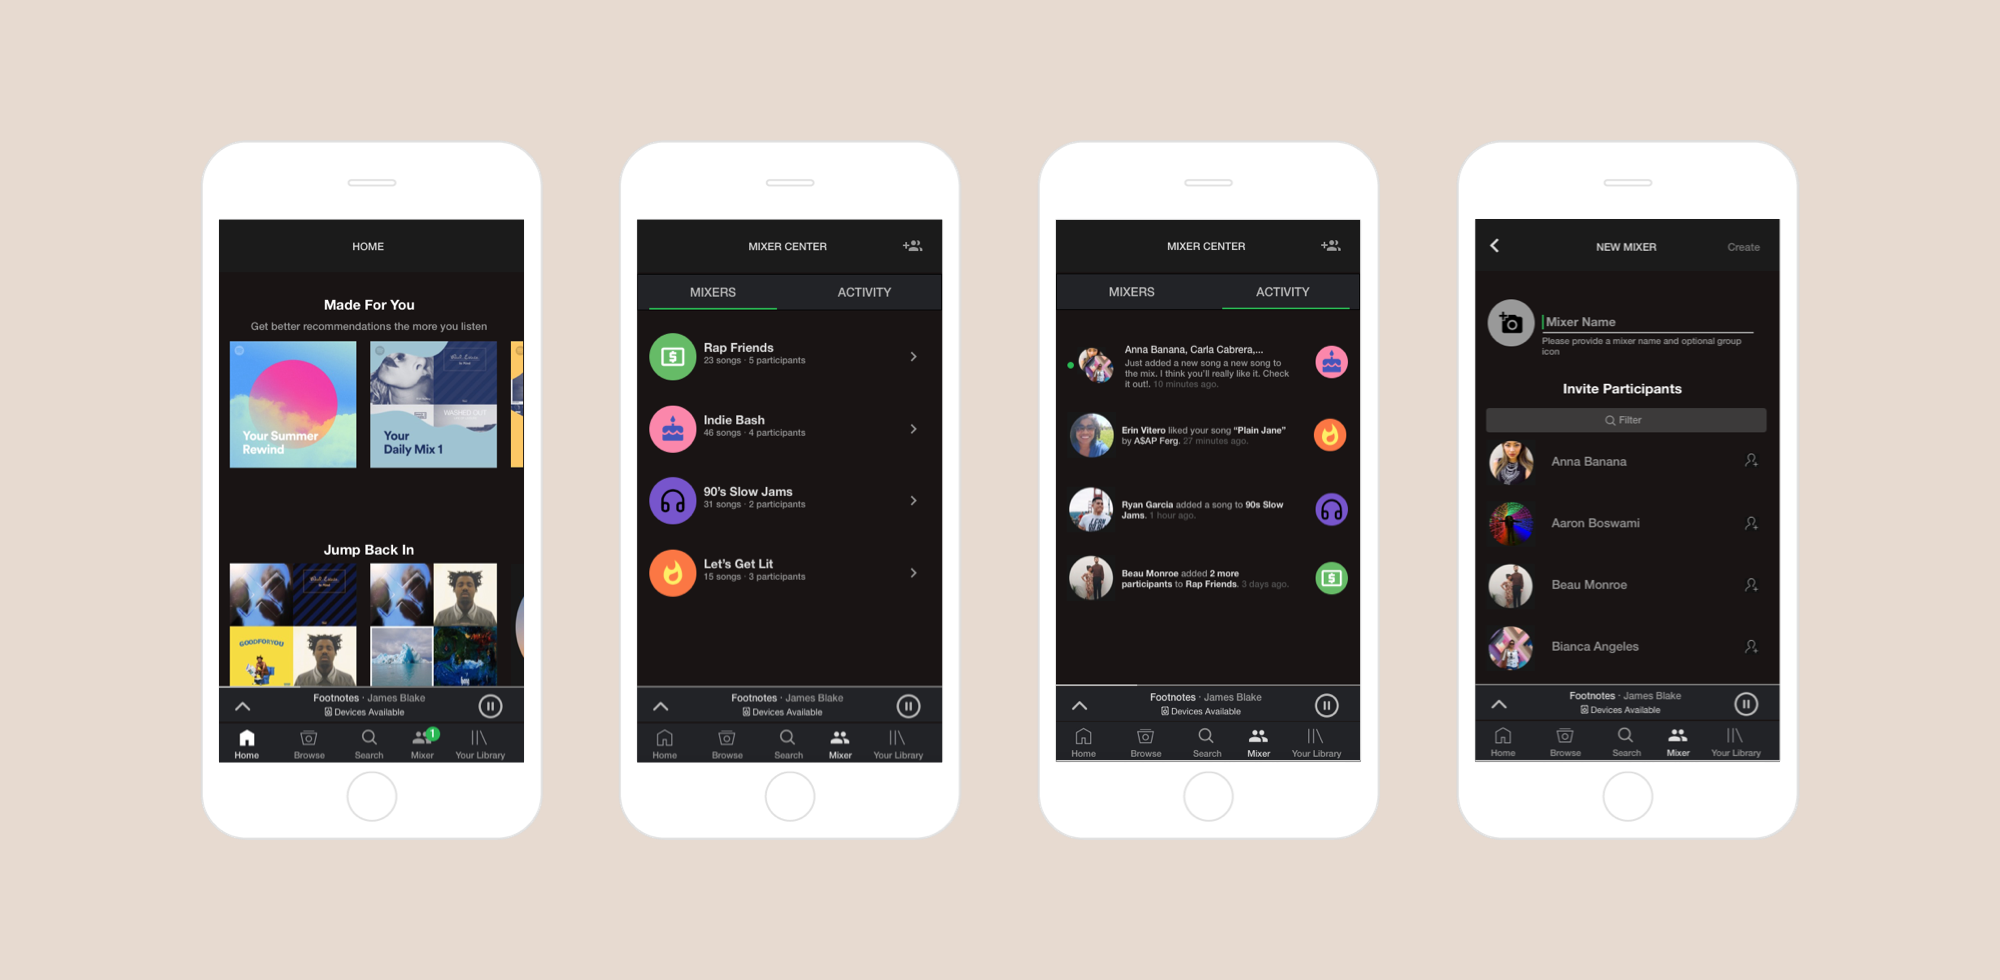 HOME
Made For You
Get better recommendations the more you listen
Your Summer
Rewind
WASHED OUT
Your
Daily Mix 1
Jump Back In
GOODFORYOU
Footnotes · James Blake
Devices Available
1
Home
Browse
Search
Mixer
Your Library
MIXER CENTER
MIXERS
ACTIVITY
Rap Friends
23 songs · 5 participants
Indie Bash
46 songs · 4 participants
90's Slow Jams
31 songs · 2 participants
Let's Get Lit
15 songs · 3 participants
Footnotes · James Blake
Devices Available
Home
Browse
Search
Mixer
Your Library
MIXER CENTER
MIXERS
ACTIVITY
Anna Banana, Carla Cabrera,...
Just added a new song a new song to
the mix. I think you'll really like it. Check
it out!. 10 minutes ago.
Erin Vitero liked your song “Plain Jane”
by A$AP Ferg. 27 minutes ago.
Ryan Garcia added a song to 90s Slow
Jams. 1 hour ago.
Beau Monroe added 2 more
participants to Rap Friends. 3 days ago.
Footnotes · James Blake
Devices Available
Home
Browse
Search
Mixer
Your Library
NEW MIXER
Create
Mixer Name
Please provide a mixer name and optional group
icon
Invite Participants
Filter
Anna Banana
Aaron Boswami
Beau Monroe
Bianca Angeles
Footnotes · James Blake
Devices Available
Home
Browse
Search
Mixer
Your Library